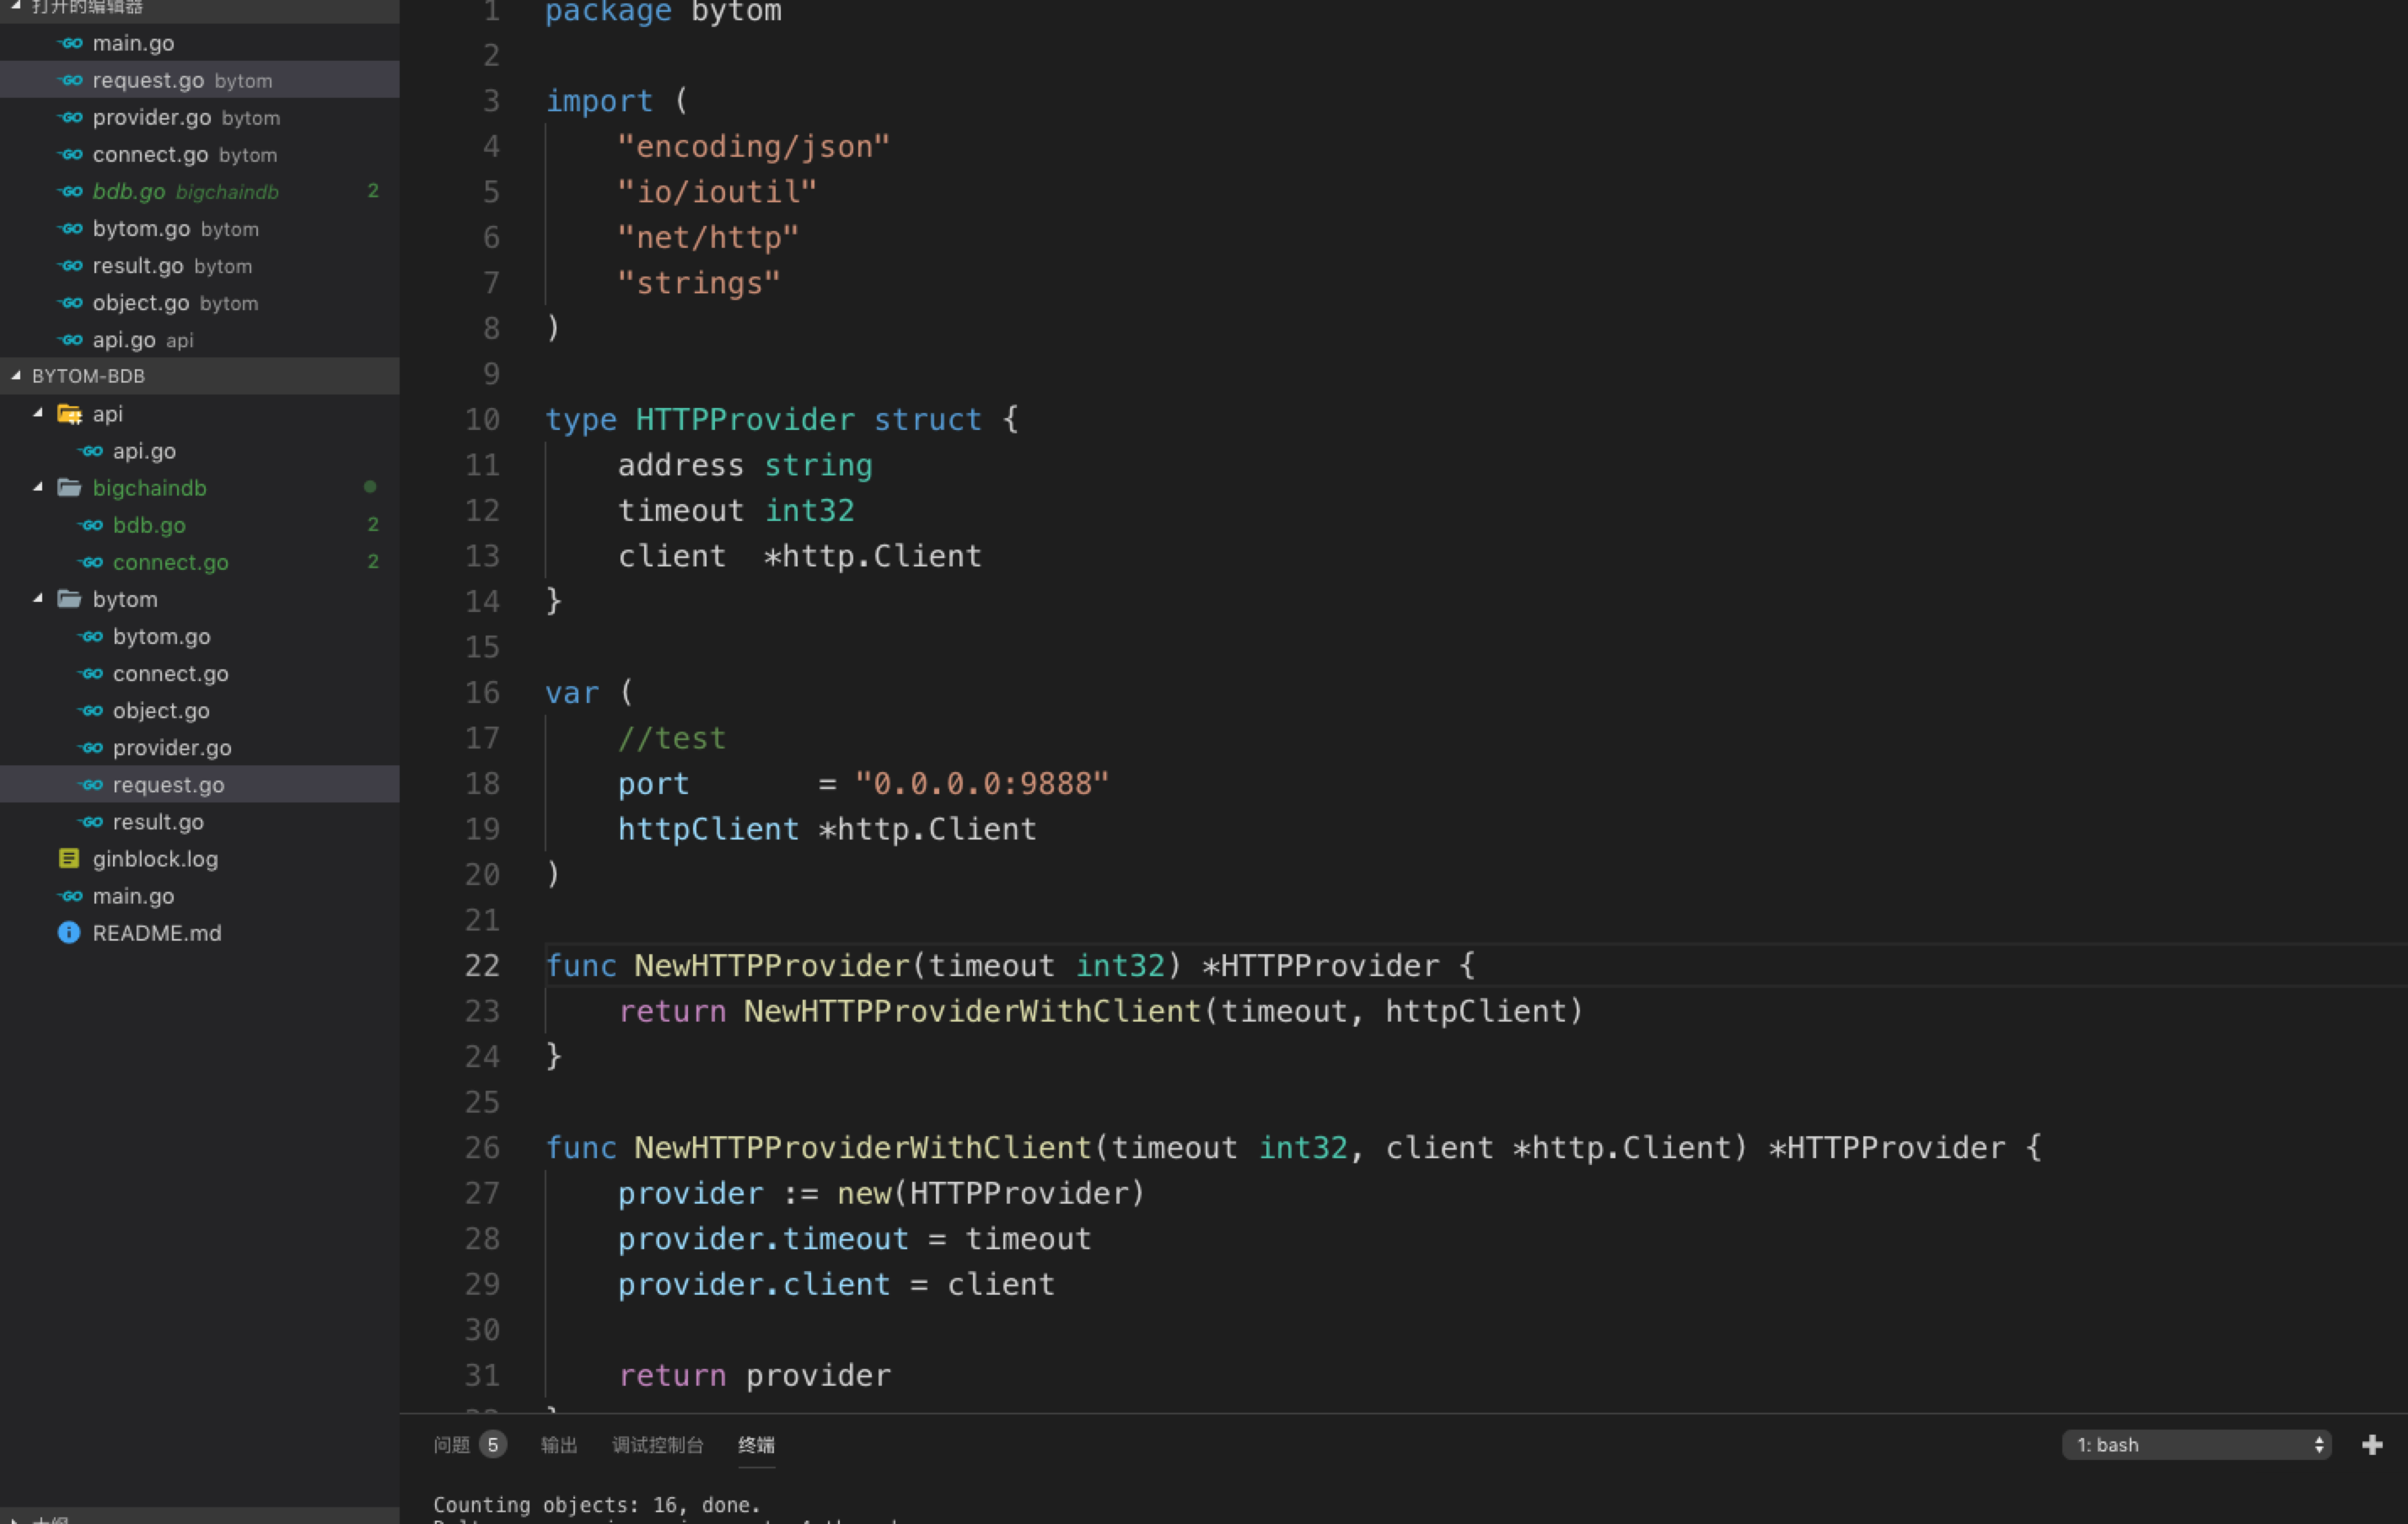 打开的编辑器
main.go
request.go bytom
provider.go bytom
connect.go bytom
bdb.go bigchaindb 2
bytom.go bytom
result.go bytom
object.go bytom
api.go api
BYTOM-BDB
api
api.go
bigchaindb
bdb.go 2
connect.go 2
bytom
bytom.go
connect.go
object.go
provider.go
request.go
result.go
ginblock.log
main.go
README.md
1 package bytom
2
3 import (
4 "encoding/json"
5 "io/ioutil"
6 "net/http"
7 "strings"
8 )
9
10 type HTTPProvider struct {
11 address string
12 timeout int32
13 client  *http.Client
14 }
15
16 var (
17 //test
18 port       = "0.0.0.0:9888"
19 httpClient *http.Client
20 )
21
22 func NewHTTPProvider(timeout int32) *HTTPProvider {
23 return NewHTTPProviderWithClient(timeout, httpClient)
24 }
25
26 func NewHTTPProviderWithClient(timeout int32, client *http.Client) *HTTPProvider {
27 provider := new(HTTPProvider)
28 provider.timeout = timeout
29 provider.client = client
30
31 return provider
问题 5 输出 调试控制台 终端 1: bash
Counting objects: 16, done.